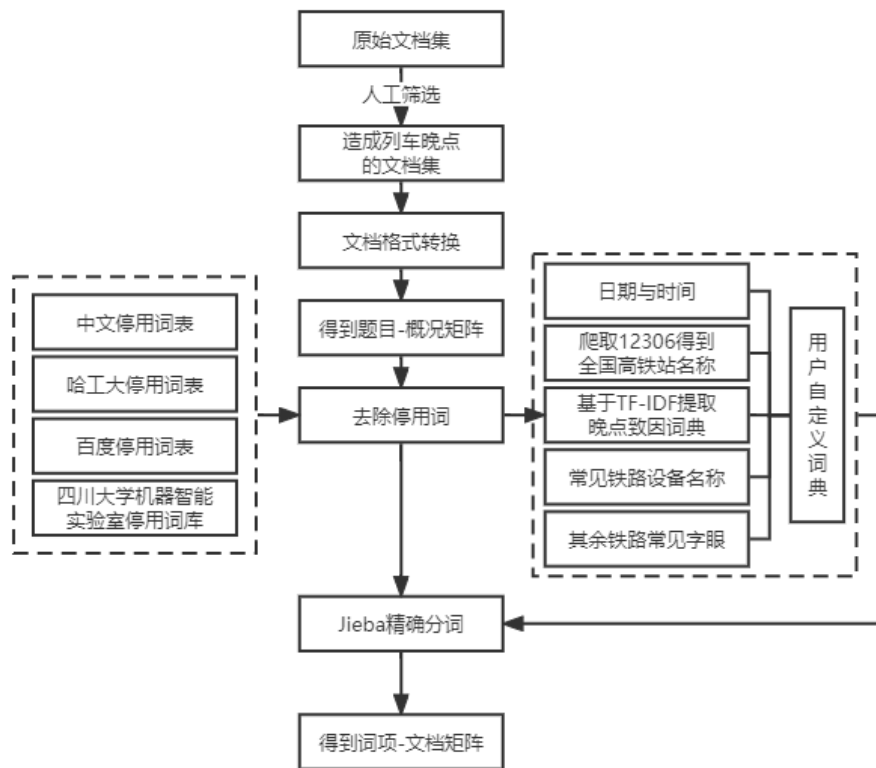 原始文档集
人工筛选
造成列车晚点
的文档集
文档格式转换
得到题目-概况矩阵
去除停用词
中文停用词表
哈工大停用词表
百度停用词表
四川大学机器智能
实验室停用词库
日期与时间
爬取12306得到
全国高铁站名称
基于TF-IDF提取
晚点致因词典
常见铁路设备名称
其余铁路常见字眼
用户自定义词典
Jieba精确分词
得到词项-文档矩阵